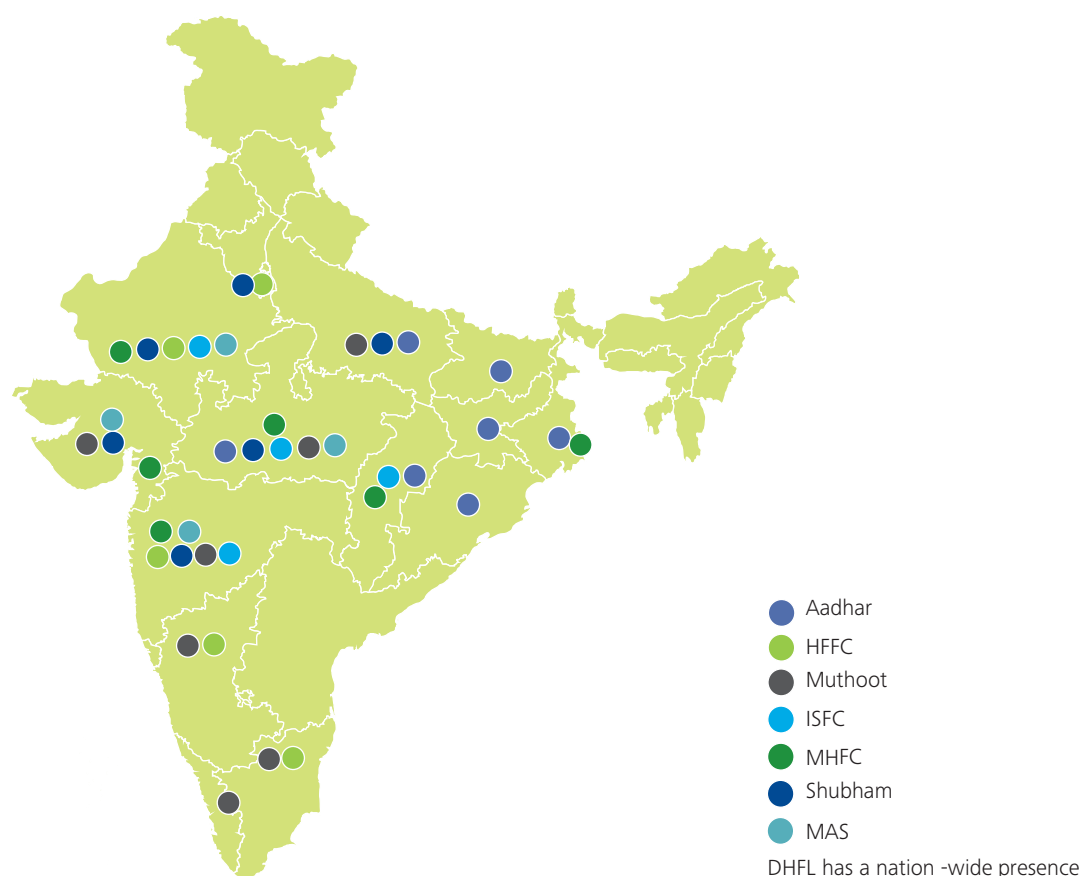 Aadhar
HFFC
Muthoot
ISFC
MHFC
Shubham
MAS
DHFL has a nation -wide presence